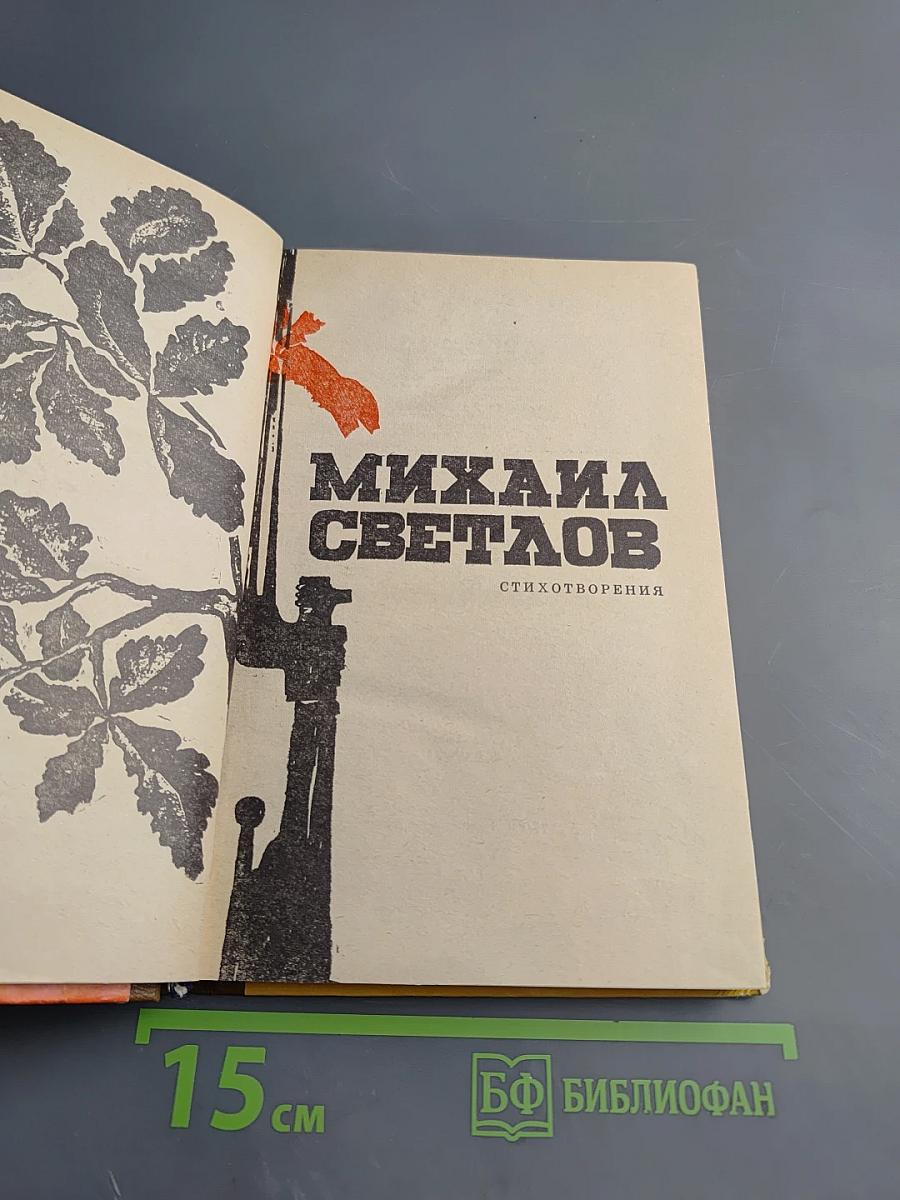 МИХАИЛ
СВЕТЛОВ
СТИХОТВОРЕНИЯ
15 см
БФ БИБЛИОФАН